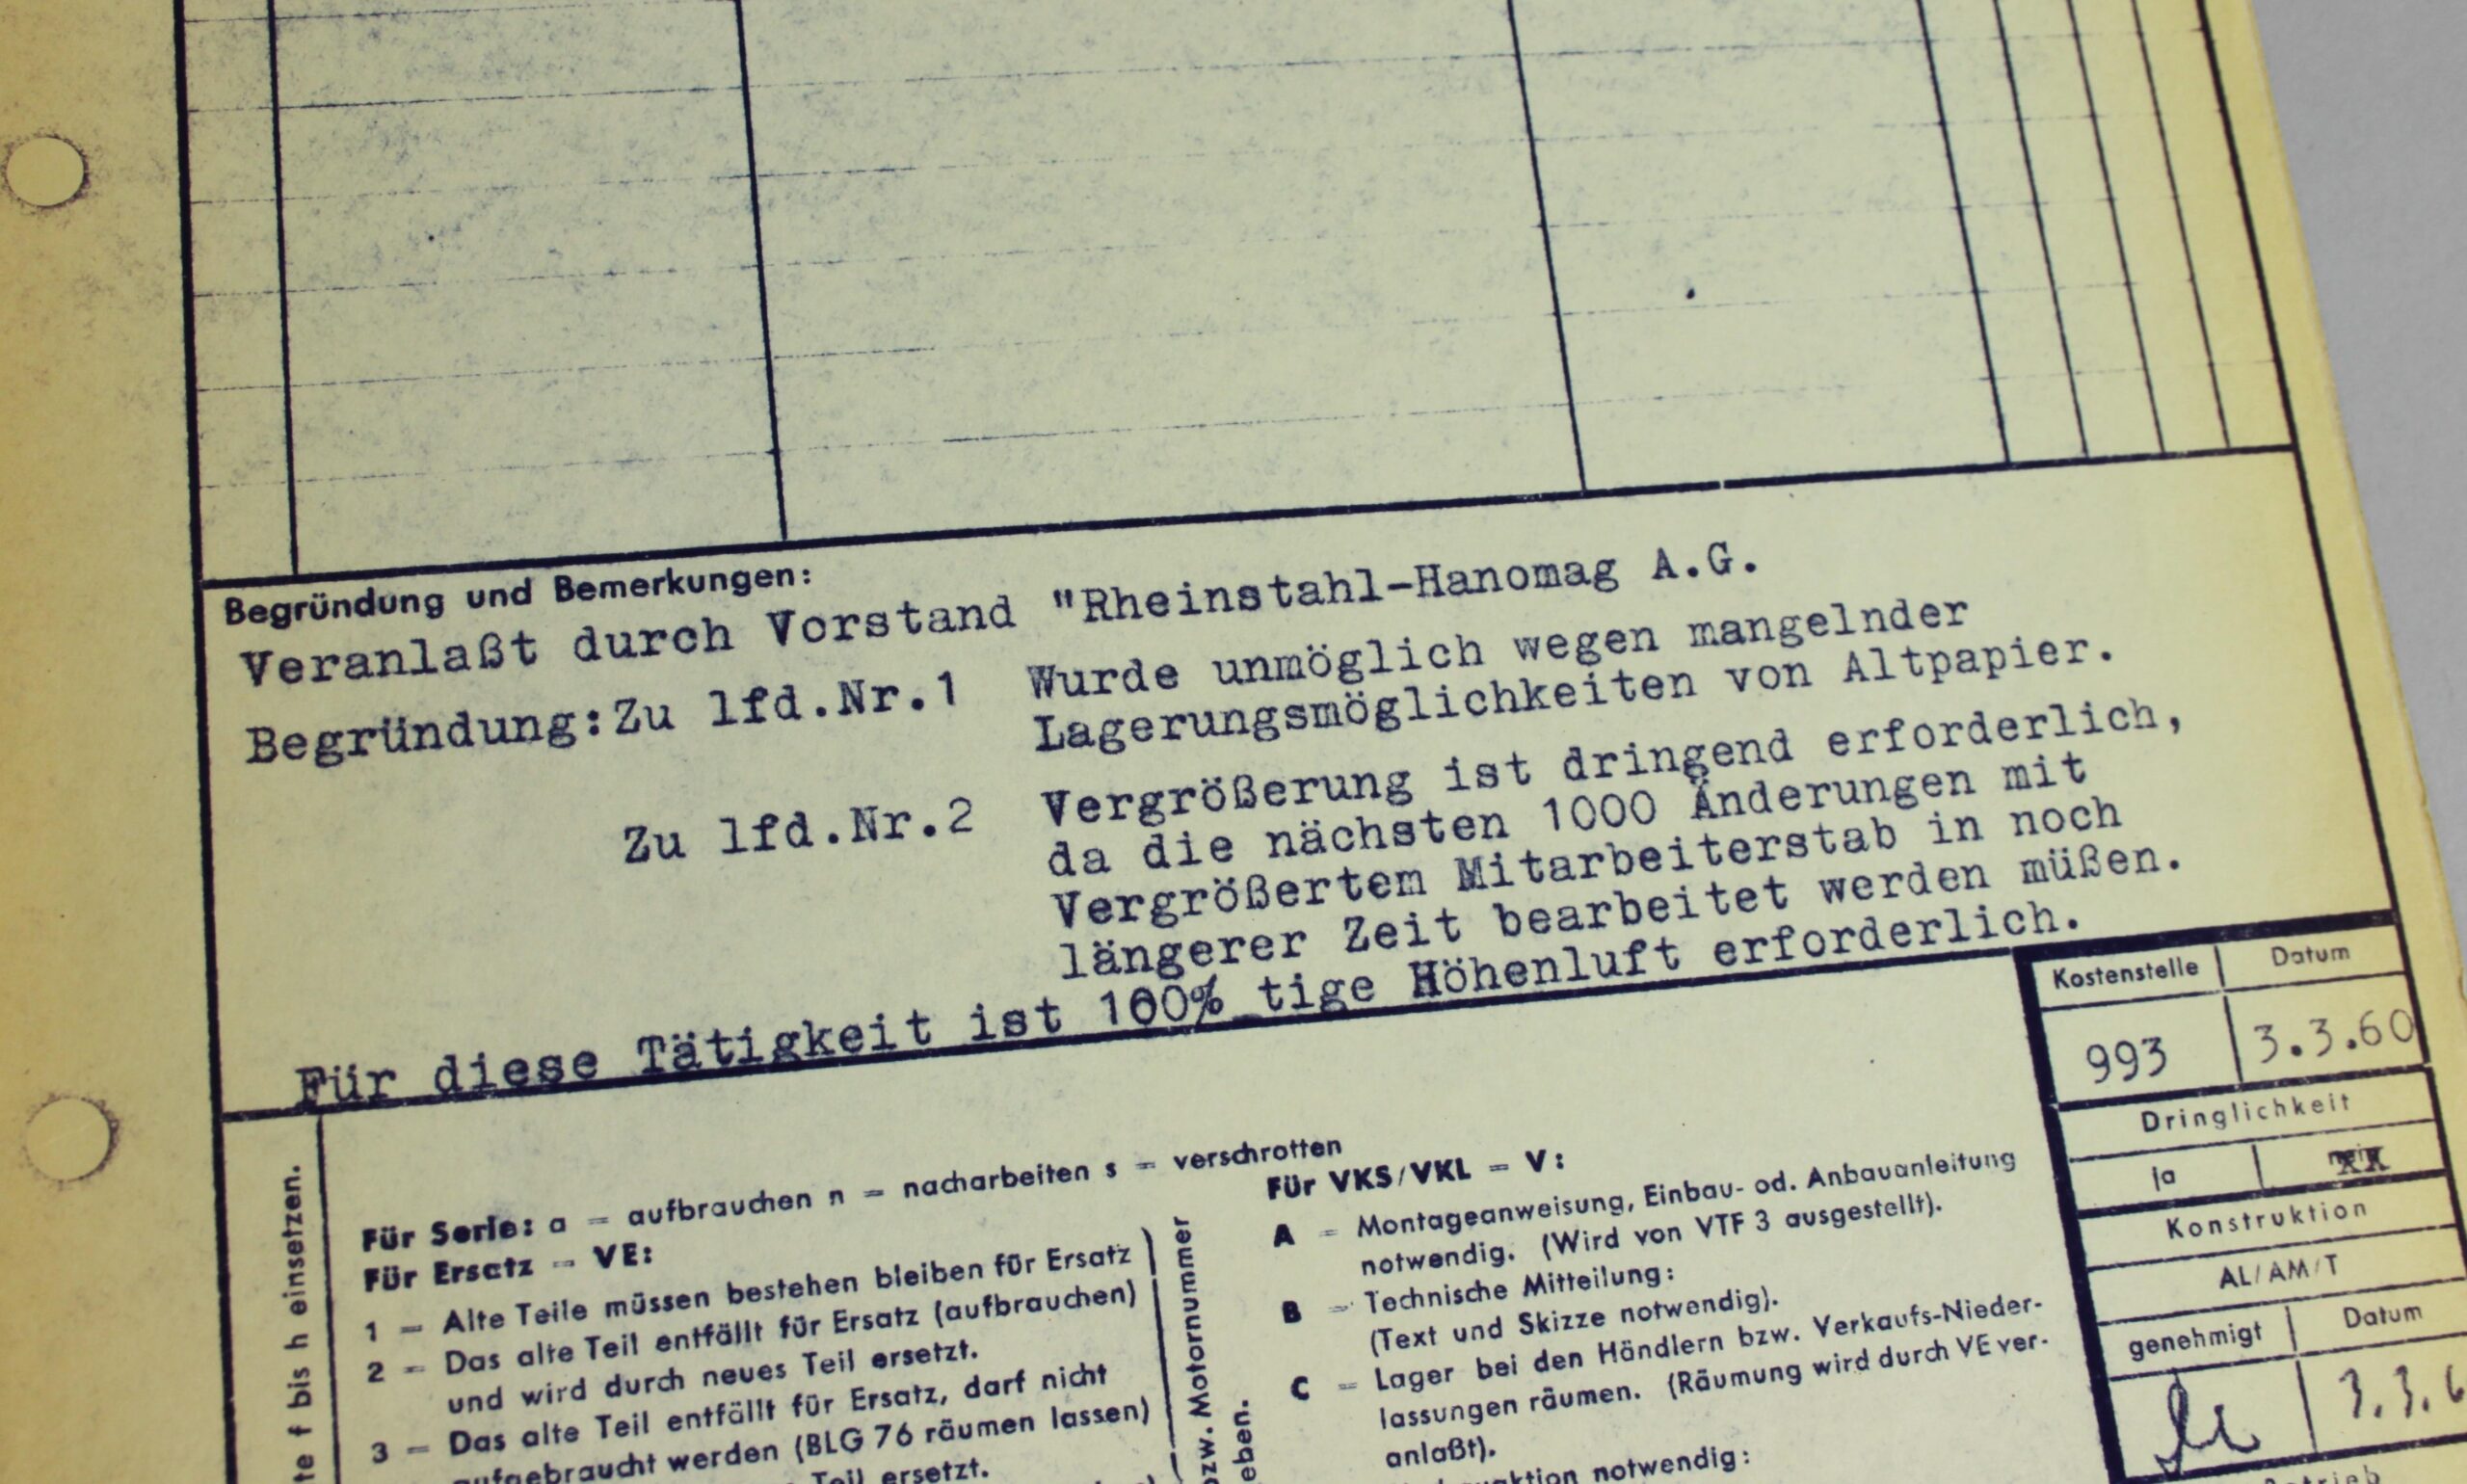 Begründung und Bemerkungen:
Veranlaßt durch Vorstand "Rheinstahl-Hanomag A.G.
Begründung:Zu lfd.Nr.1 Wurde unmöglich wegen mangelnder
Lagerungsmöglichkeiten von Altpapier.
Zu lfd.Nr.2 Vergrößerung ist dringend erforderlich,
da die nächsten 1000 Änderungen mit
Vergrößertem Mitarbeiterstab in noch
längerer Zeit bearbeitet werden müßen.
Für diese Tätigkeit ist 100% tige Höhenluft erforderlich.
Kostenstelle Datum
993 3.3.60
Dringlichkeit
ja nein
Konstruktion
AL/AM/T
genehmigt Datum
3.3.6
bis h einsetzen.
Für Serie: a = aufbrauchen n = nacharbeiten s = verschrotten
Für Ersatz = VE:
1 = Alte Teile müssen bestehen bleiben für Ersatz
2 = Das alte Teil entfällt für Ersatz (aufbrauchen)
und wird durch neues Teil ersetzt.
3 = Das alte Teil entfällt für Ersatz, darf nicht
aufgebraucht werden (BLG 76 räumen lassen)
Teil ersetzt.
bzw. Motornummer
Für VKS/VKL = V:
A = Montageanweisung, Einbau- od. Anbauanleitung
notwendig. (Wird von VTF 3 ausgestellt).
B = Technische Mitteilung:
(Text und Skizze notwendig).
C = Lager bei den Händlern bzw. Verkaufs-Nieder-
lassungen räumen. (Räumung wird durch VE ver-
anlaßt).
notwendig: